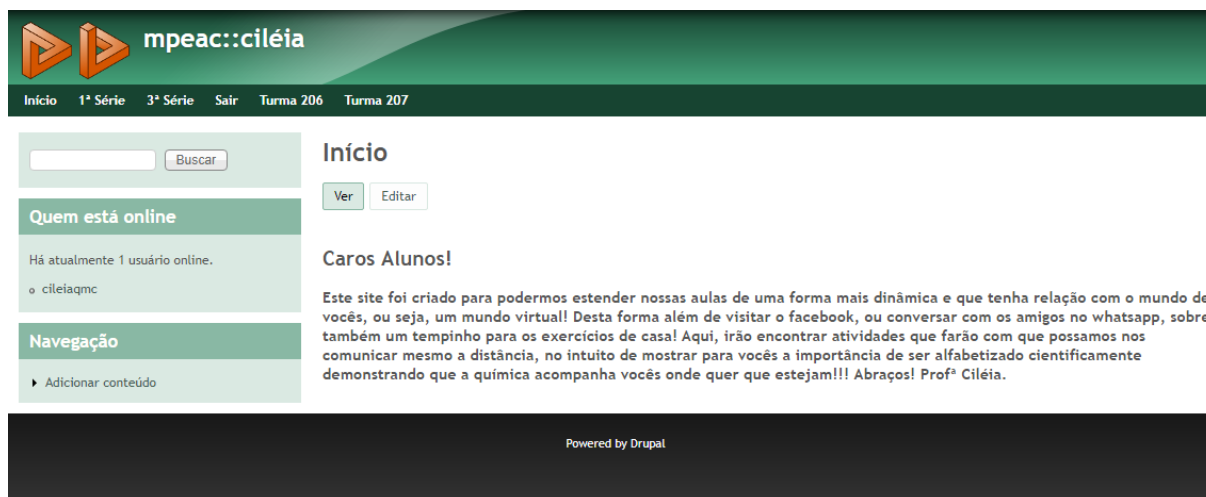 mpeac::ciléia
Início 1ª Série 3ª Série Sair Turma 206 Turma 207
Buscar
Quem está online
Há atualmente 1 usuário online.
cileiaqmc
Navegação
Adicionar conteúdo
Início
Ver Editar
Caros Alunos!
Este site foi criado para podermos estender nossas aulas de uma forma mais dinâmica e que tenha relação com o mundo de
vocês, ou seja, um mundo virtual! Desta forma além de visitar o facebook, ou conversar com os amigos no whatsapp, sobre
também um tempinho para os exercícios de casa! Aqui, irão encontrar atividades que farão com que possamos nos
comunicar mesmo a distância, no intuito de mostrar para vocês a importância de ser alfabetizado cientificamente
demonstrando que a química acompanha vocês onde quer que estejam!!! Abraços! Profª Ciléia.
Powered by Drupal